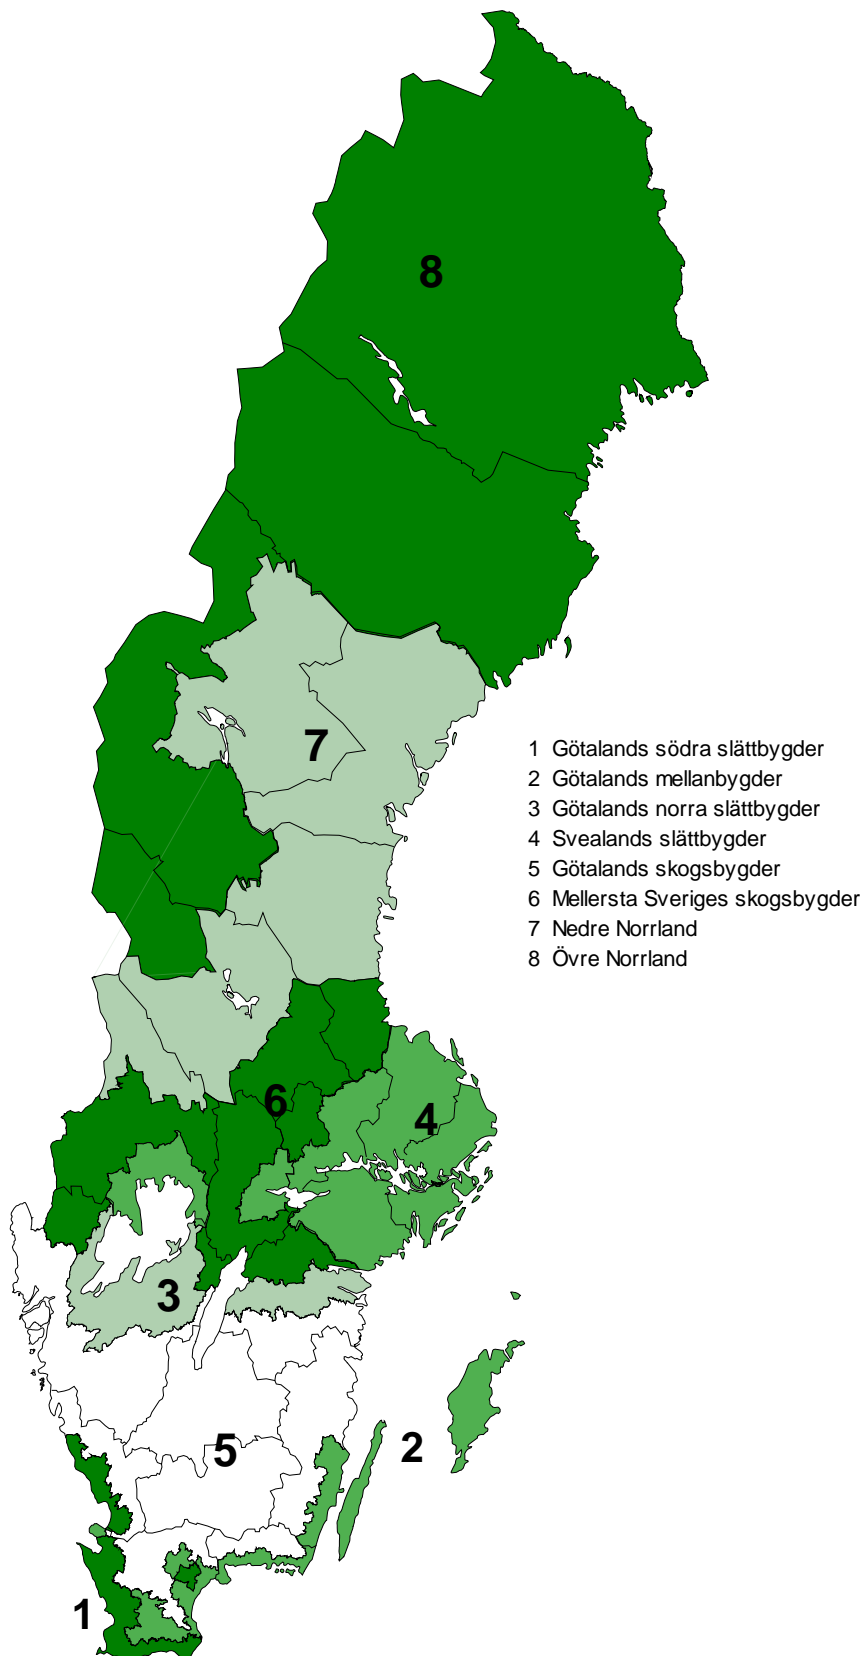 8
7
1 Götalands södra slättbygder
2 Götalands mellanbygder
3 Götalands norra slättbygder
4 Svealands slättbygder
5 Götalands skogsbygder
6 Mellersta Sveriges skogsbygder
7 Nedre Norrland
8 Övre Norrland
6
4
3
5
2
1